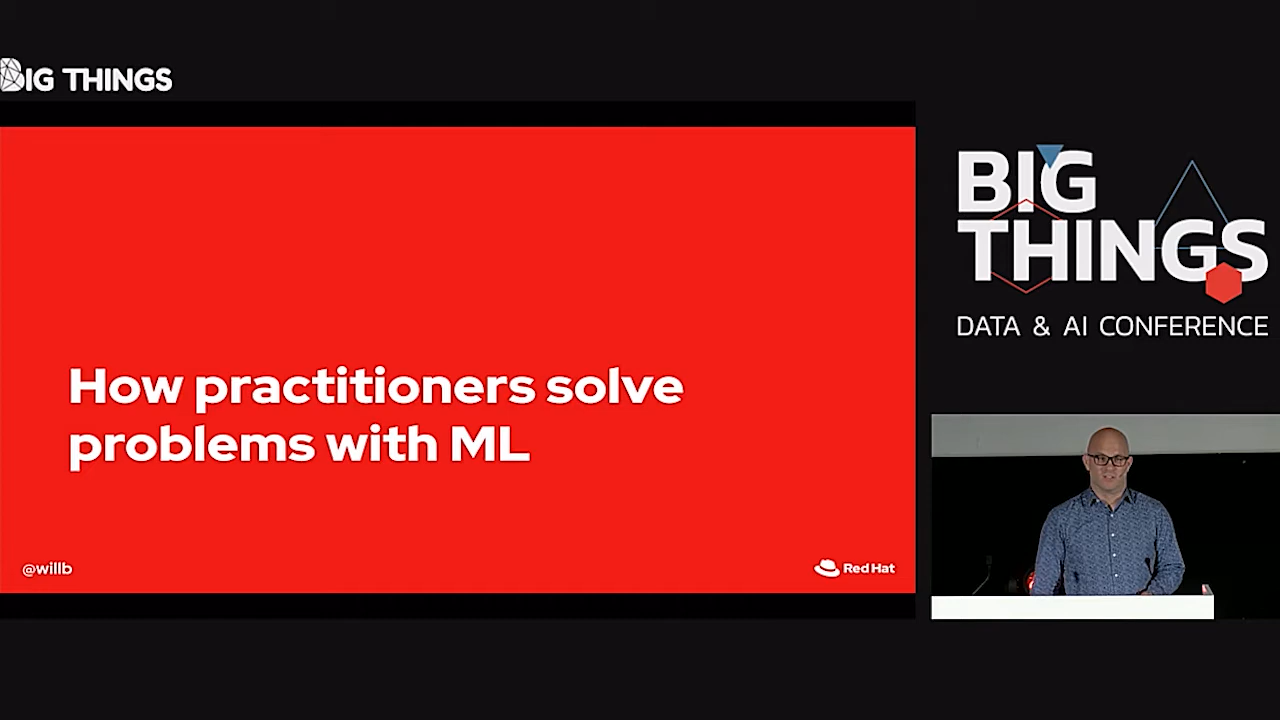 BIG THINGS
How practitioners solve
problems with ML
@willb
Red Hat
BIG
THINGS
DATA & AI CONFERENCE